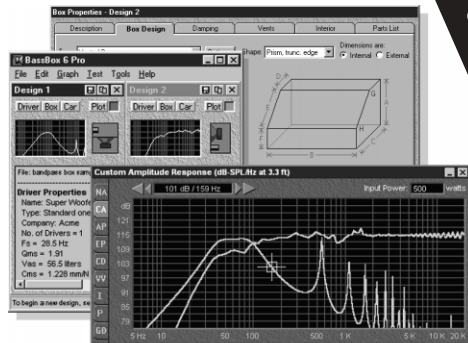 Box Properties - Design 2
Description
Box Design
Damping
Vents
Interior
Parts List
Shape:
Prism, trunc. edge
Dimensions are:
Internal
External
G
H
B
C
BassBox 6 Pro
File Edit Graph Test Tools Help
Design 1
Design 2
Driver Box Car Plot
Driver Box Car Plot
File: bandpass box
Driver Properties
Name: Super Woofe
Type: Standard one
Company: Acme
No. of Drivers = 1
Fs = 28.5 Hz
Qms = 1.91
Vas = 56.5 liters
Cms = 1.228 mm/N
To begin a new design, se
Custom Amplitude Response (dB-SPL/Hz at 3.3 ft)
101 dB / 159 Hz
Input Power: 500 watts
NA
CA
AP
EP
CD
VV
I
P
GD
dB
121
115
109
103
97
91
85
79
5 Hz 10 50 100 500 1 K 5 K 10 K 20 K